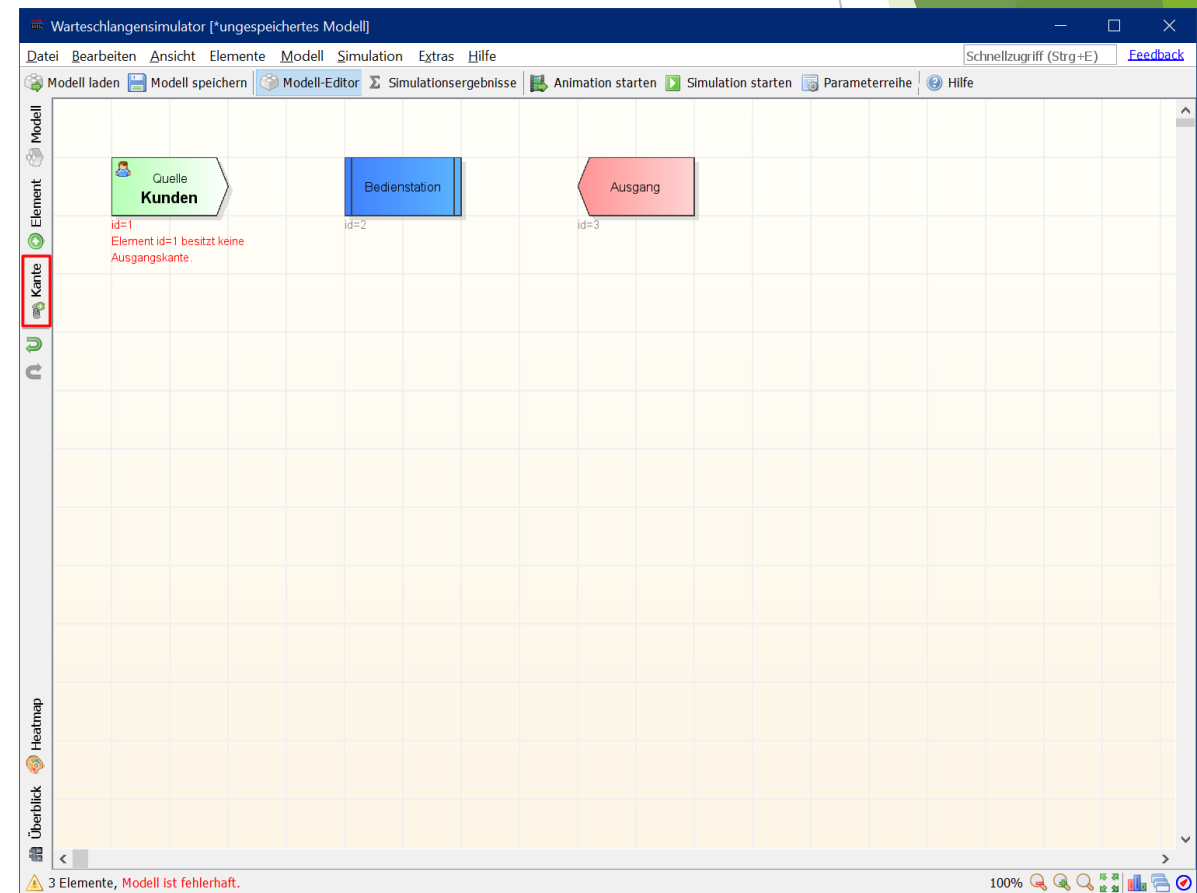 Warteschlangensimulator [*ungespeichertes Modell]
Datei Bearbeiten Ansicht Elemente Modell Simulation Extras Hilfe
Schnellzugriff (Strg+E) Feedback
Modell laden Modell speichern Modell-Editor Σ Simulationsergebnisse Animation starten Simulation starten Parameterreihe Hilfe
Modell
Element
Kante
Heatmap
Überblick
Quelle
Kunden
id=1
Element id=1 besitzt keine
Ausgangskante.
Bedienstation
id=2
Ausgang
id=3
3 Elemente, Modell ist fehlerhaft.
100%